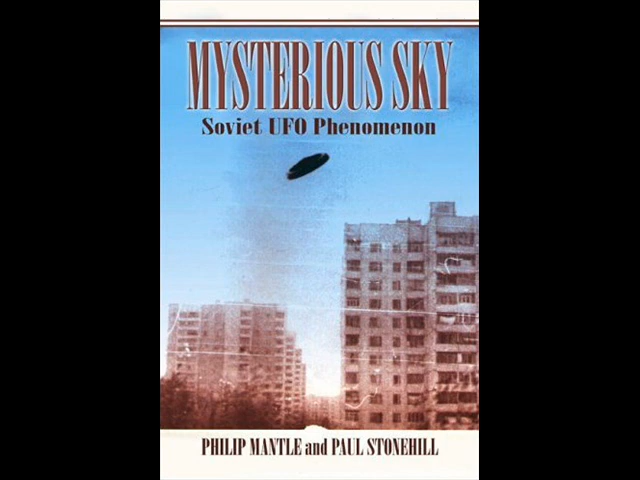 MYSTERIOUS SKY
Soviet UFO Phenomenon
PHILIP MANTLE and PAUL STONEHILL